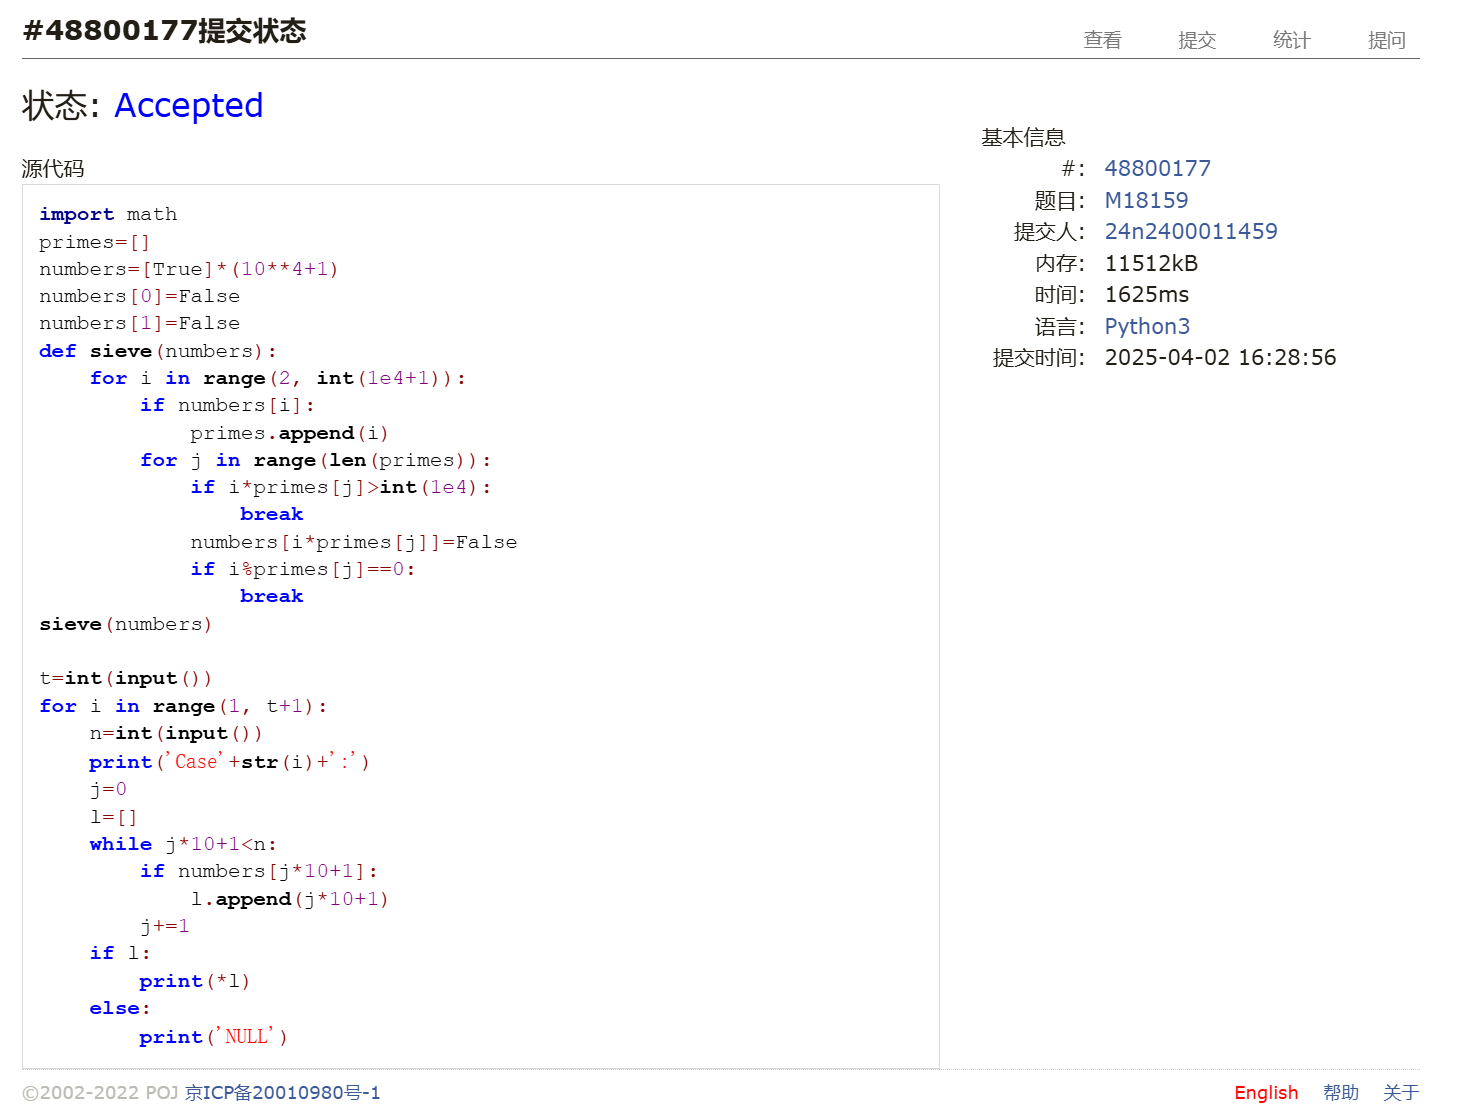 #48800177提交状态
查看 提交 统计 提问
状态: Accepted
源代码
import math
primes=[]
numbers=[True]*(10**4+1)
numbers[0]=False
numbers[1]=False
def sieve(numbers):
    for i in range(2, int(1e4+1)):
        if numbers[i]:
            primes.append(i)
        for j in range(len(primes)):
            if i*primes[j]>int(1e4):
                break
            numbers[i*primes[j]]=False
            if i%primes[j]==0:
                break
sieve(numbers)

t=int(input())
for i in range(1, t+1):
    n=int(input())
    print('Case'+str(i)+':')
    j=0
    l=[]
    while j*10+1<n:
        if numbers[j*10+1]:
            l.append(j*10+1)
        j+=1
    if l:
        print(*l)
    else:
        print('NULL')
基本信息
#: 48800177
题目: M18159
提交人: 24n2400011459
内存: 11512kB
时间: 1625ms
语言: Python3
提交时间: 2025-04-02 16:28:56
©2002-2022 POJ 京ICP备20010980号-1
English 帮助 关于